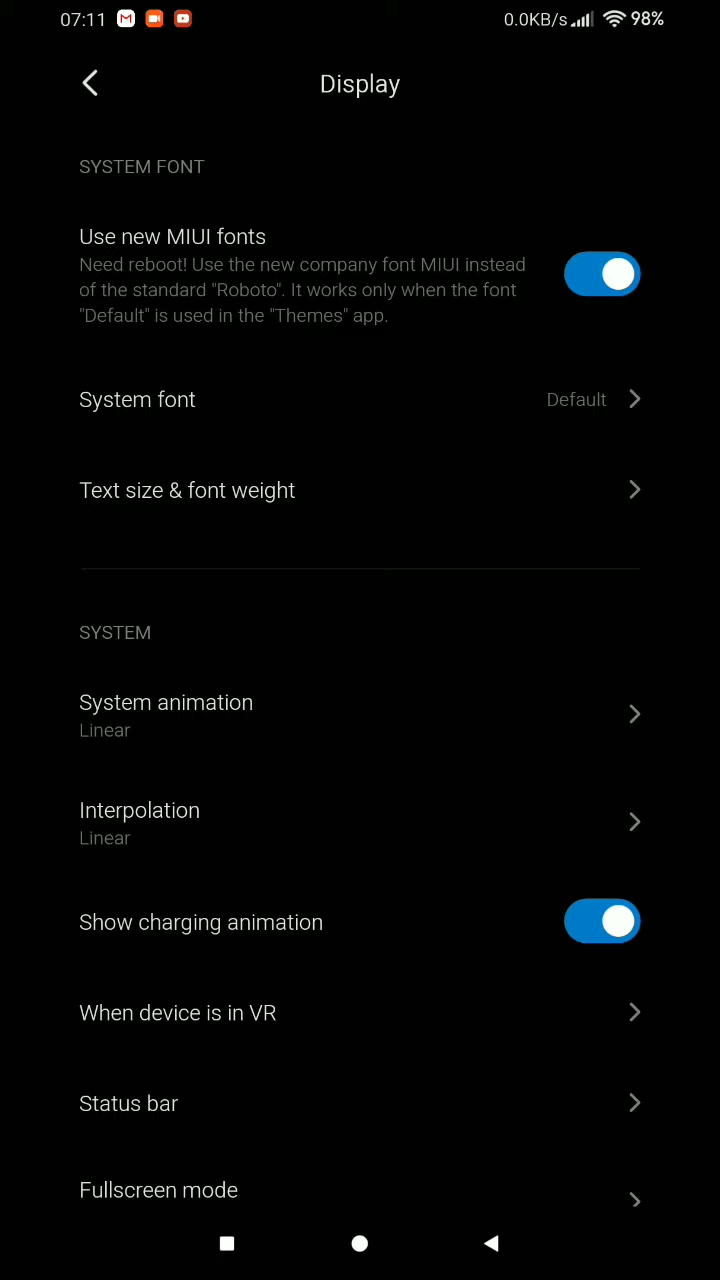 07:11 0.0KB/s 98%
Display
SYSTEM FONT
Use new MIUI fonts
Need reboot! Use the new company font MIUI instead
of the standard "Roboto". It works only when the font
"Default" is used in the "Themes" app.
System font Default
Text size & font weight
SYSTEM
System animation
Linear
Interpolation
Linear
Show charging animation
When device is in VR
Status bar
Fullscreen mode